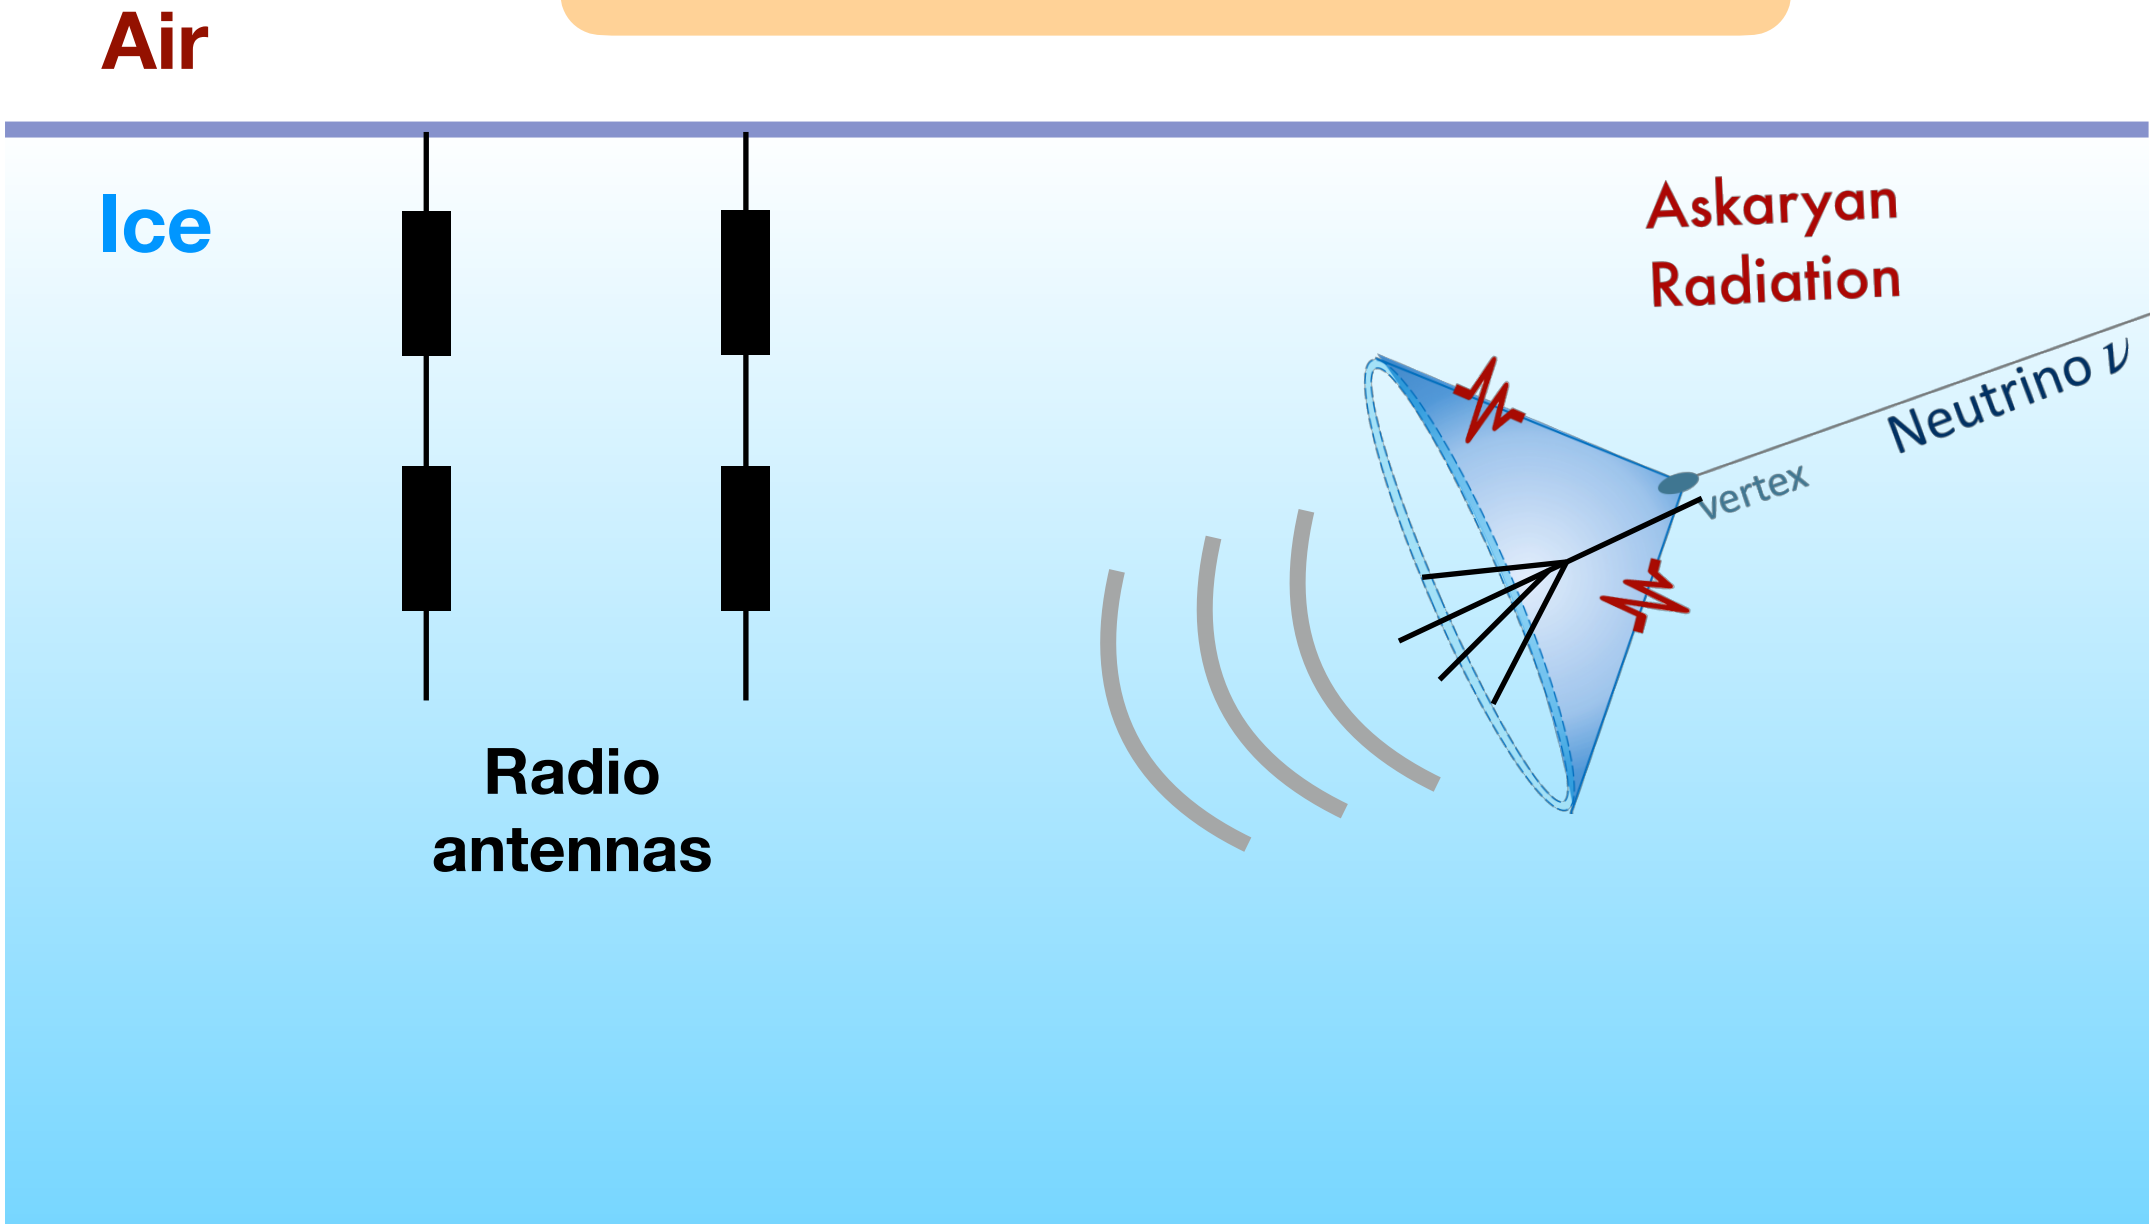 Air
Ice
Askaryan
Radiation
Neutrino ν
vertex
Radio
antennas